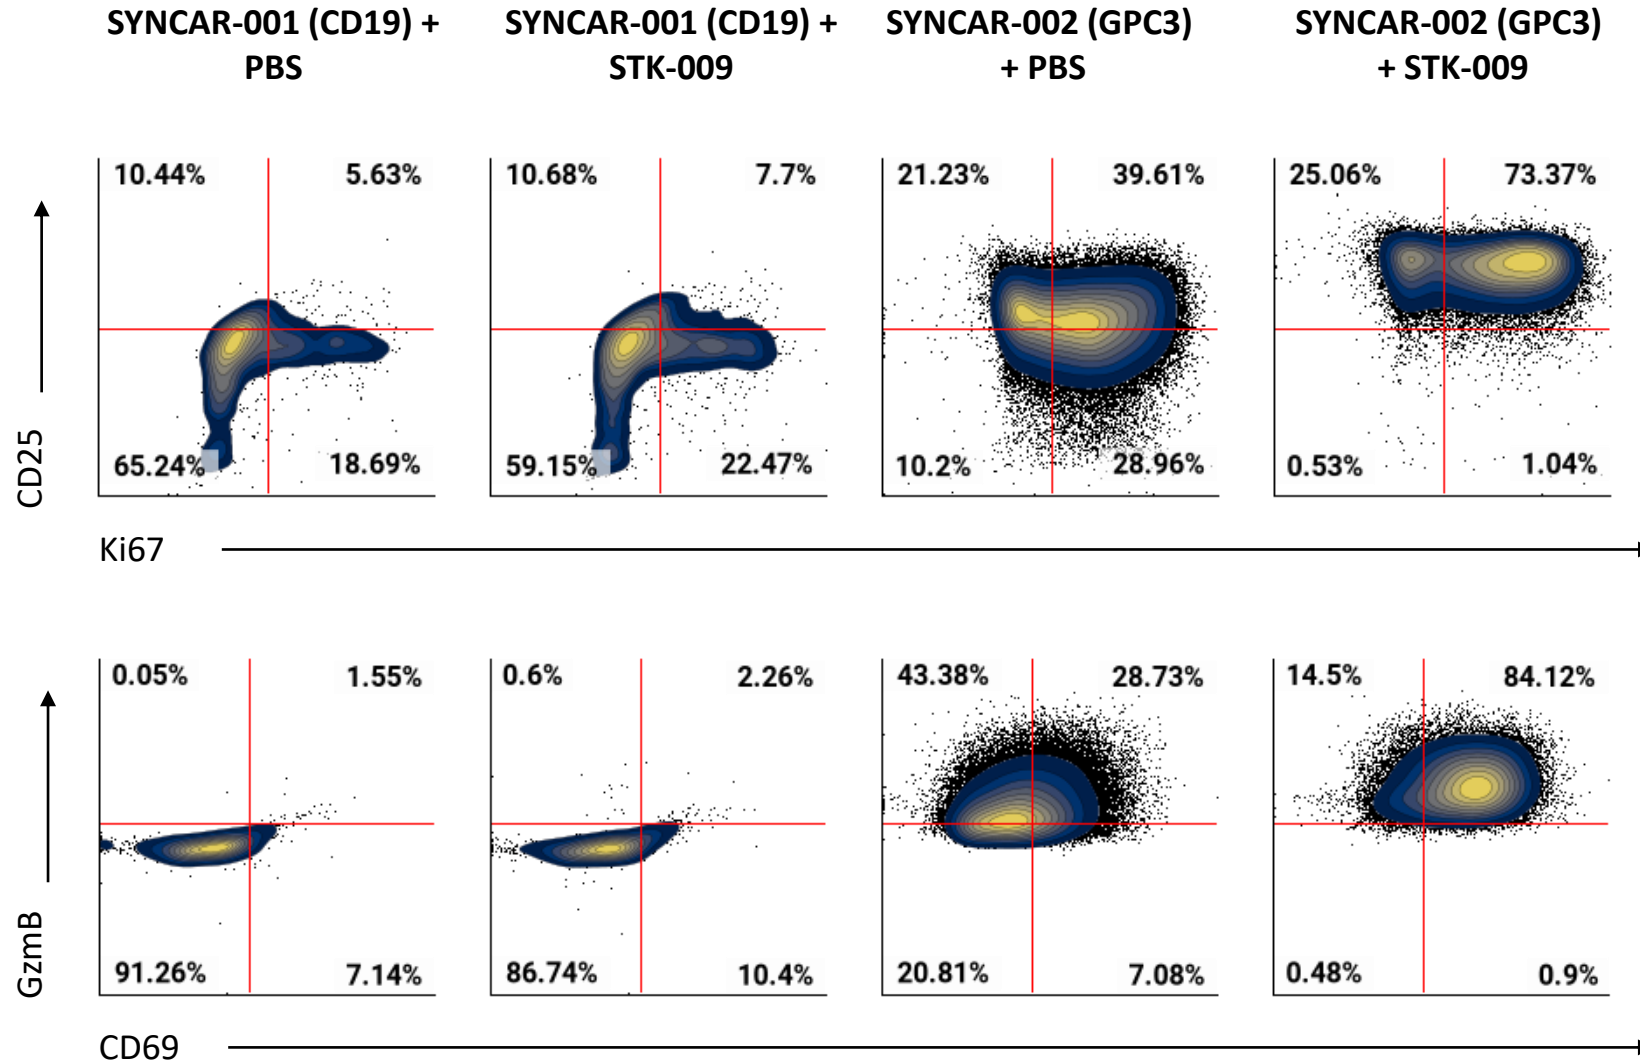 SYNCAR-001 (CD19) +
PBS
SYNCAR-001 (CD19) +
STK-009
SYNCAR-002 (GPC3)
+ PBS
SYNCAR-002 (GPC3)
+ STK-009
CD25
10.44%
5.63%
10.68%
7.7%
21.23%
39.61%
25.06%
73.37%
65.24%
18.69%
59.15%
22.47%
10.2%
28.96%
0.53%
1.04%
Ki67
GzmB
0.05%
1.55%
0.6%
2.26%
43.38%
28.73%
14.5%
84.12%
91.26%
7.14%
86.74%
10.4%
20.81%
7.08%
0.48%
0.9%
CD69